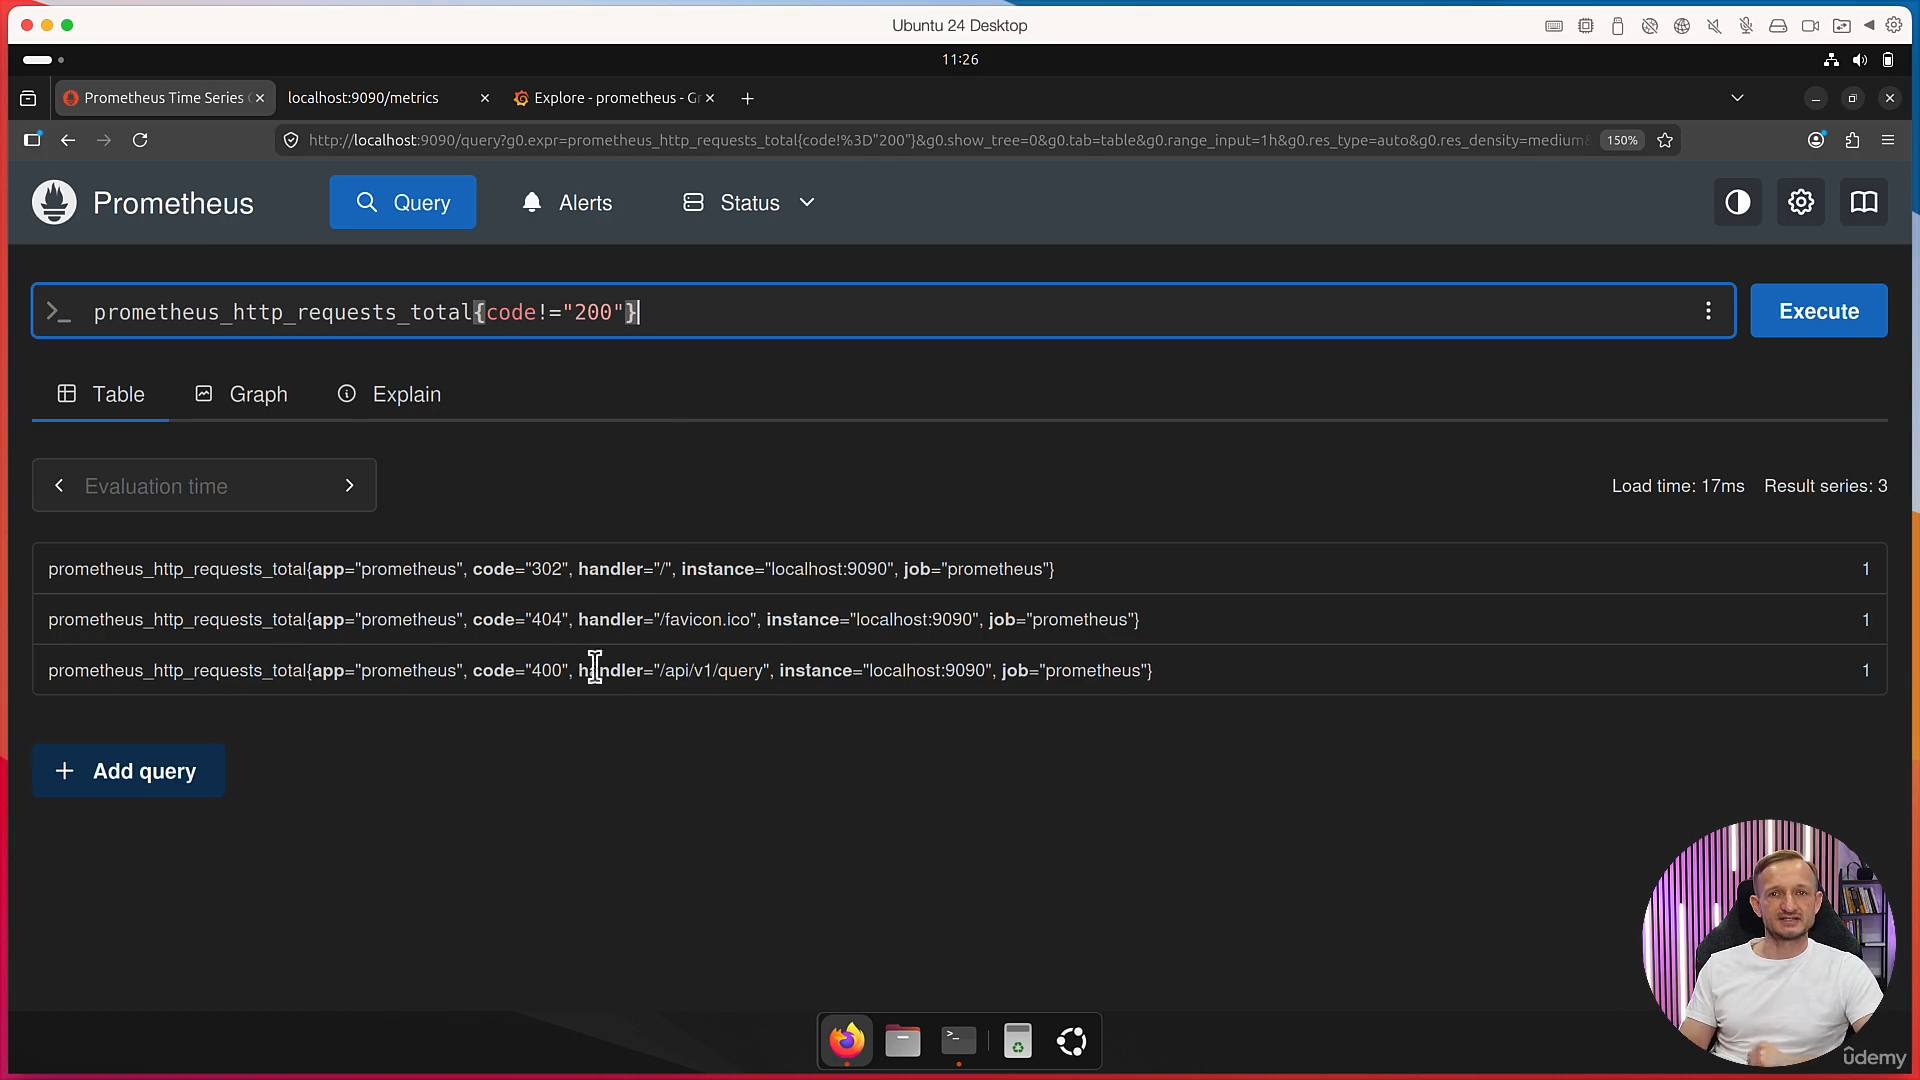 Ubuntu 24 Desktop
11:26
Prometheus Time Series
localhost:9090/metrics
Explore - prometheus - Gr
http://localhost:9090/query?g0.expr=prometheus_http_requests_total{code!%3D"200"}&g0.show_tree=0&g0.tab=table&g0.range_input=1h&g0.res_type=auto&g0.res_density=medium&
150%
Prometheus
Query
Alerts
Status
>_ prometheus_http_requests_total{code!="200"}
Execute
Table
Graph
Explain
Evaluation time
Load time: 17ms
Result series: 3
prometheus_http_requests_total{app="prometheus", code="302", handler="/", instance="localhost:9090", job="prometheus"} 1
prometheus_http_requests_total{app="prometheus", code="404", handler="/favicon.ico", instance="localhost:9090", job="prometheus"} 1
prometheus_http_requests_total{app="prometheus", code="400", handler="/api/v1/query", instance="localhost:9090", job="prometheus"} 1
+ Add query
ûdemy